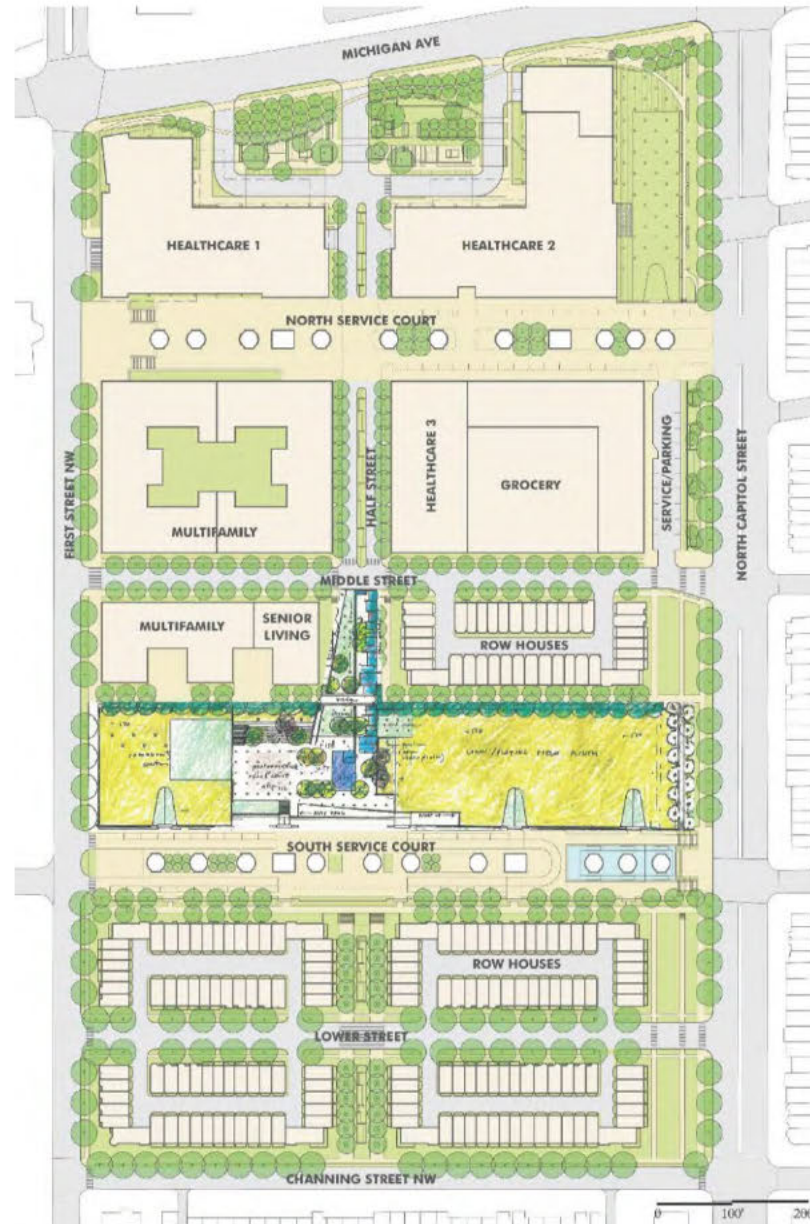 MICHIGAN AVE
HEALTHCARE 1
HEALTHCARE 2
NORTH SERVICE COURT
FIRST STREET NW
MULTIFAMILY
HALF STREET
HEALTHCARE 3
GROCERY
SERVICE/PARKING
NORTH CAPITOL STREET
MIDDLE STREET
MULTIFAMILY
SENIOR
LIVING
ROW HOUSES
SOUTH SERVICE COURT
ROW HOUSES
LOWER STREET
CHANNING STREET NW
0 100' 200